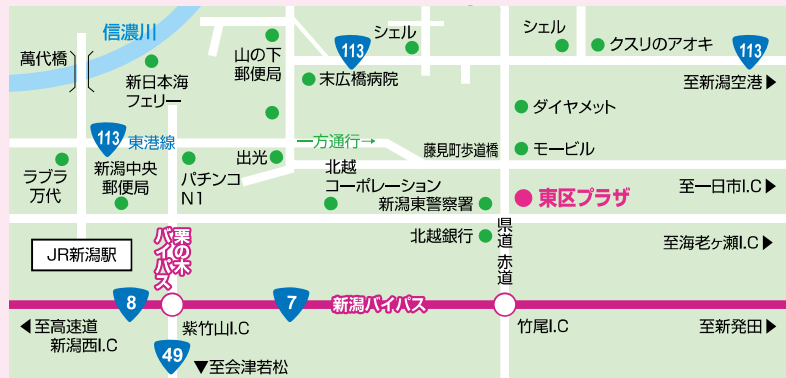 信濃川
萬代橋
新日本海
フェリー
山の下
郵便局
113
シェル
末広橋病院
シェル
クスリのアオキ
113
至新潟空港▶
ダイヤメット
113
東港線
一方通行→
藤見町歩道橋
モービル
ラブラ
万代
新潟中央
郵便局
パチンコ
N1
出光
北越
コーポレーション
新潟東警察署
東区プラザ
至一日市I.C▶
北越銀行
県道 赤道
至海老ヶ瀬I.C▶
JR新潟駅
栗の木
バイパス
8
7
新潟バイパス
◀至高速道
新潟西I.C
紫竹山I.C
竹尾I.C
至新発田▶
49
▼至会津若松